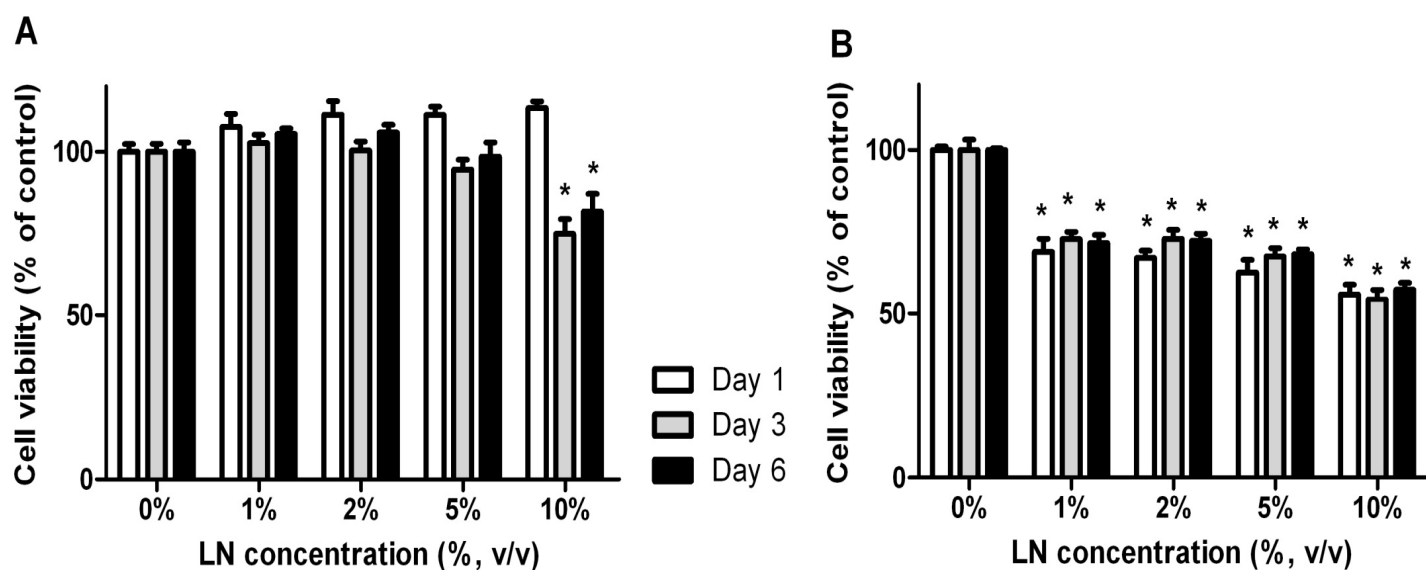 A
Cell viability (% of control)
100
50
0
* *
0% 1% 2% 5% 10%
LN concentration (%, v/v)
Day 1
Day 3
Day 6
B
Cell viability (% of control)
100
50
0
* * * * * * * * * * * *
0% 1% 2% 5% 10%
LN concentration (%, v/v)